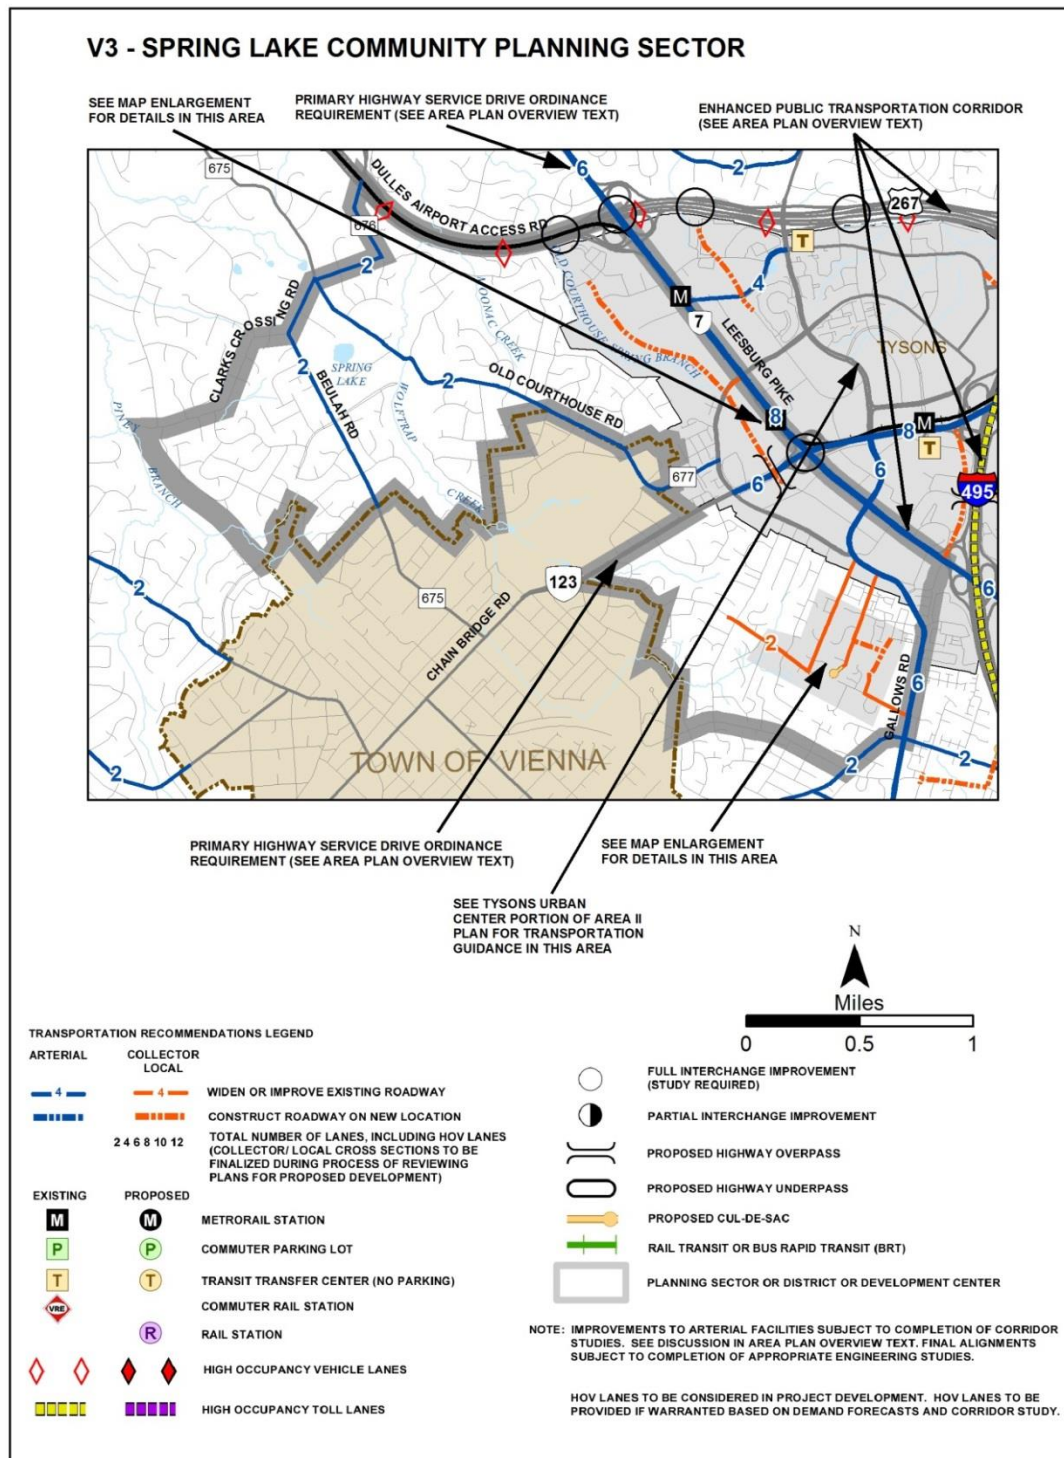 V3 - SPRING LAKE COMMUNITY PLANNING SECTOR
SEE MAP ENLARGEMENT
FOR DETAILS IN THIS AREA
PRIMARY HIGHWAY SERVICE DRIVE ORDINANCE
REQUIREMENT (SEE AREA PLAN OVERVIEW TEXT)
ENHANCED PUBLIC TRANSPORTATION CORRIDOR
(SEE AREA PLAN OVERVIEW TEXT)
675
6
2
DULLES AIRPORT ACCESS RD
267
676
T
2
4
CLARKS CROSSING RD
M
7
OLD COURTHOUSE SPRING BRANCH
LEESBURG PIKE
TYSONS
SPRING
LAKE
2
BEULAH RD
WOLFTRAP
CREEK
2
OLD COURTHOUSE RD
PINEY
BRANCH
8
M
8
M
T
677
6
6
495
2
123
675
CHAIN BRIDGE RD
6
2
GALLOWS RD
6
TOWN OF VIENNA
2
2
2
PRIMARY HIGHWAY SERVICE DRIVE ORDINANCE
REQUIREMENT (SEE AREA PLAN OVERVIEW TEXT)
SEE MAP ENLARGEMENT
FOR DETAILS IN THIS AREA
SEE TYSONS URBAN
CENTER PORTION OF AREA II
PLAN FOR TRANSPORTATION
GUIDANCE IN THIS AREA
N
Miles
0 0.5 1
TRANSPORTATION RECOMMENDATIONS LEGEND
ARTERIAL
COLLECTOR
LOCAL
4 4 WIDEN OR IMPROVE EXISTING ROADWAY
CONSTRUCT ROADWAY ON NEW LOCATION
2 4 6 8 10 12 TOTAL NUMBER OF LANES, INCLUDING HOV LANES
(COLLECTOR/ LOCAL CROSS SECTIONS TO BE
FINALIZED DURING PROCESS OF REVIEWING
PLANS FOR PROPOSED DEVELOPMENT)
EXISTING PROPOSED
M M METRORAIL STATION
P P COMMUTER PARKING LOT
T T TRANSIT TRANSFER CENTER (NO PARKING)
VRE COMMUTER RAIL STATION
R RAIL STATION
HIGH OCCUPANCY VEHICLE LANES
HIGH OCCUPANCY TOLL LANES
FULL INTERCHANGE IMPROVEMENT
(STUDY REQUIRED)
PARTIAL INTERCHANGE IMPROVEMENT
PROPOSED HIGHWAY OVERPASS
PROPOSED HIGHWAY UNDERPASS
PROPOSED CUL-DE-SAC
RAIL TRANSIT OR BUS RAPID TRANSIT (BRT)
PLANNING SECTOR OR DISTRICT OR DEVELOPMENT CENTER
NOTE: IMPROVEMENTS TO ARTERIAL FACILITIES SUBJECT TO COMPLETION OF CORRIDOR
STUDIES. SEE DISCUSSION IN AREA PLAN OVERVIEW TEXT. FINAL ALIGNMENTS
SUBJECT TO COMPLETION OF APPROPRIATE ENGINEERING STUDIES.
HOV LANES TO BE CONSIDERED IN PROJECT DEVELOPMENT. HOV LANES TO BE
PROVIDED IF WARRANTED BASED ON DEMAND FORECASTS AND CORRIDOR STUDY.